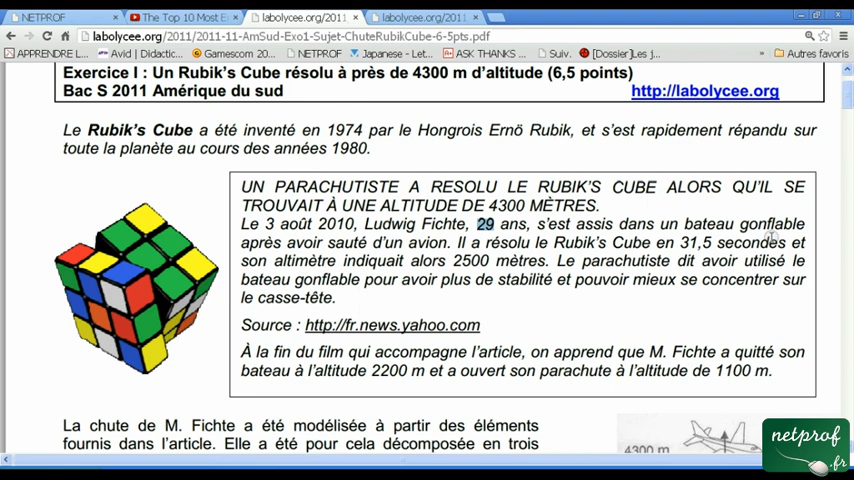 NETPROF
The Top 10 Most E
labolycee.org/2011
labolycee.org/2011
labolycee.org/2011/2011-11-AmSud-Exo1-Sujet-ChuteRubikCube-6-5pts.pdf
APPRENDRE L... Avid | Didactic... Gamescom 20... NETPROF Japanese - Let... ASK THANKS ... Suiv. [Dossier]Les j... » Autres favoris
Exercice I : Un Rubik's Cube résolu à près de 4300 m d'altitude (6,5 points)
Bac S 2011 Amérique du sud http://labolycee.org
Le Rubik's Cube a été inventé en 1974 par le Hongrois Ernö Rubik, et s'est rapidement répandu sur
toute la planète au cours des années 1980.
UN PARACHUTISTE A RESOLU LE RUBIK'S CUBE ALORS QU'IL SE
TROUVAIT À UNE ALTITUDE DE 4300 MÈTRES.
Le 3 août 2010, Ludwig Fichte, 29 ans, s'est assis dans un bateau gonflable
après avoir sauté d'un avion. Il a résolu le Rubik's Cube en 31,5 secondes et
son altimètre indiquait alors 2500 mètres. Le parachutiste dit avoir utilisé le
bateau gonflable pour avoir plus de stabilité et pouvoir mieux se concentrer sur
le casse-tête.
Source : http://fr.news.yahoo.com
À la fin du film qui accompagne l'article, on apprend que M. Fichte a quitté son
bateau à l'altitude 2200 m et a ouvert son parachute à l'altitude de 1100 m.
La chute de M. Fichte a été modélisée à partir des éléments
fournis dans l'article. Elle a été pour cela décomposée en trois
4300 m
netprof
.fr